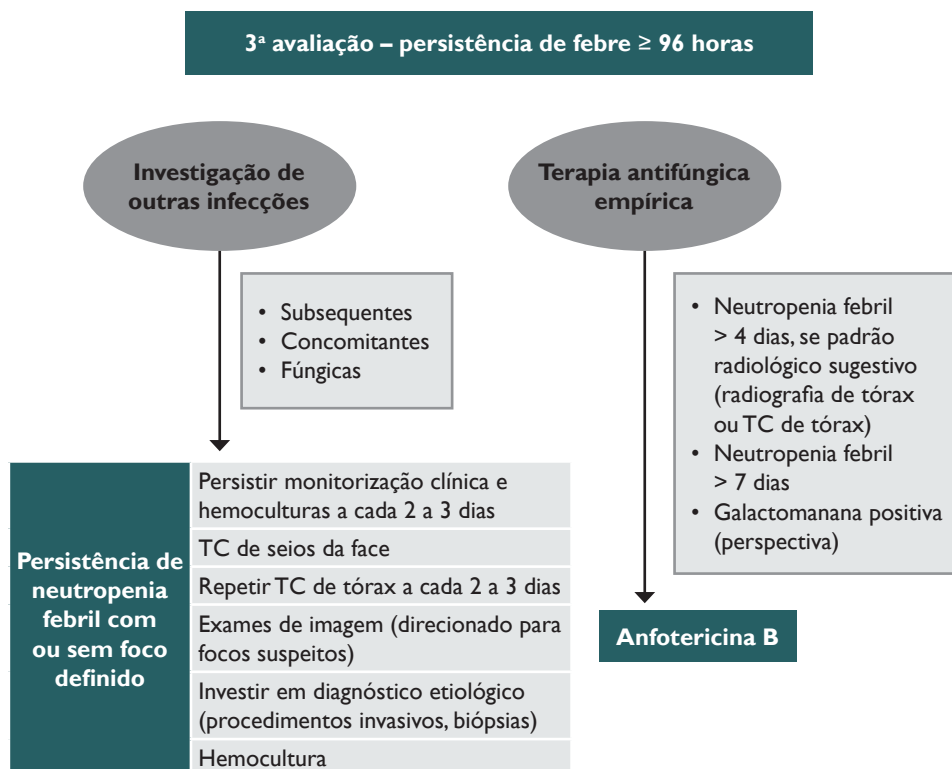 3ª avaliação – persistência de febre ≥ 96 horas
Investigação de
outras infecções
Terapia antifúngica
empírica
• Subsequentes
• Concomitantes
• Fúngicas
• Neutropenia febril
> 4 dias, se padrão
radiológico sugestivo
(radiografia de tórax
ou TC de tórax)
• Neutropenia febril
> 7 dias
• Galactomanana positiva
(perspectiva)
Persistência de
neutropenia
febril com
ou sem foco
definido
Persistir monitorização clínica e
hemoculturas a cada 2 a 3 dias
TC de seios da face
Repetir TC de tórax a cada 2 a 3 dias
Exames de imagem (direcionado para
focos suspeitos)
Investir em diagnóstico etiológico
(procedimentos invasivos, biópsias)
Hemocultura
Anfotericina B